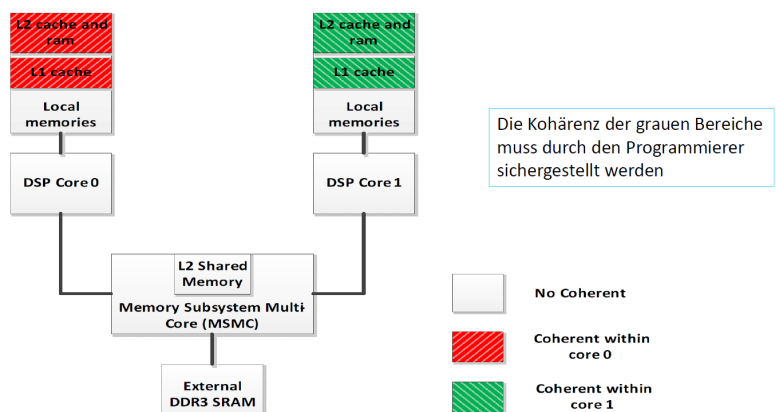 L2 cache and
ram
L1 cache
Local
memories
DSP Core 0
L2 cache and
ram
L1 cache
Local
memories
DSP Core 1
Die Kohärenz der grauen Bereiche
muss durch den Programmierer
sichergestellt werden
L2 Shared
Memory
Memory Subsystem Multi-
Core (MSMC)
External
DDR3 SRAM
No Coherent
Coherent within
core 0
Coherent within
core 1